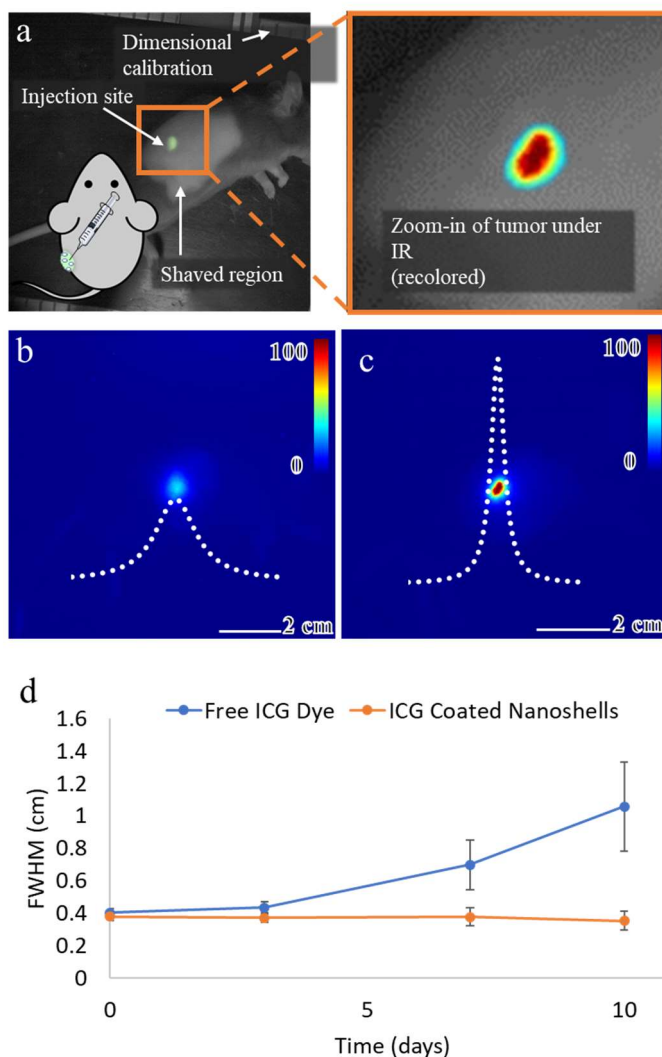 a
Dimensional
calibration
Injection site
Shaved region
Zoom-in of tumor under
IR
(recolored)
b
100
0
2 cm
c
100
0
2 cm
d
Free ICG Dye
ICG Coated Nanoshells
1.6
1.4
1.2
1
0.8
0.6
0.4
0.2
0
FWHM (cm)
0
5
10
Time (days)